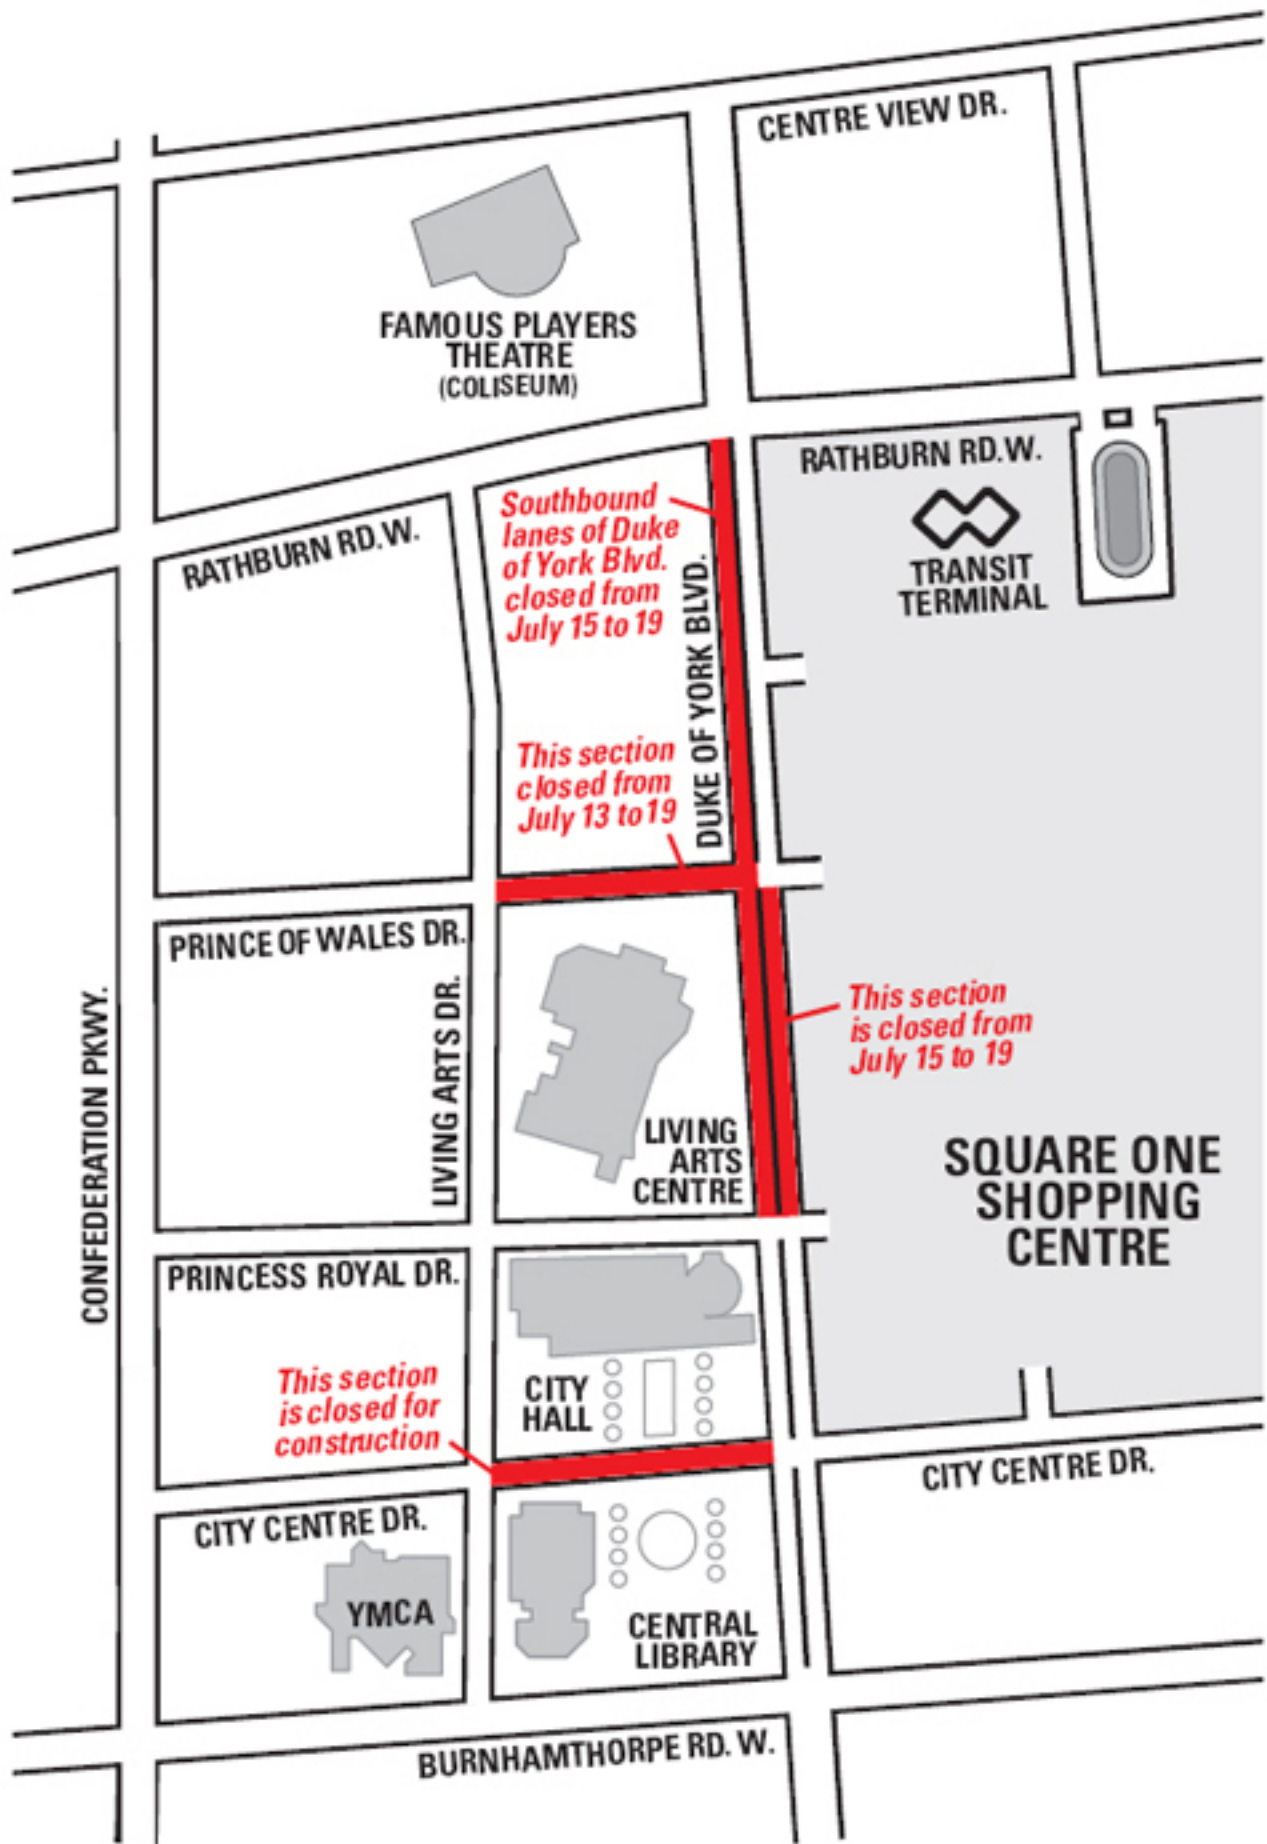 CENTRE VIEW DR.
FAMOUS PLAYERS
THEATRE
(COLISEUM)
RATHBURN RD. W.
RATHBURN RD. W.
Southbound
lanes of Duke
of York Blvd.
closed from
July 15 to 19
TRANSIT
TERMINAL
DUKE OF YORK BLVD.
This section
closed from
July 13 to 19
PRINCE OF WALES DR.
LIVING ARTS DR.
CONFEDERATION PKWY.
This section
is closed from
July 15 to 19
LIVING
ARTS
CENTRE
SQUARE ONE
SHOPPING
CENTRE
PRINCESS ROYAL DR.
This section
is closed for
construction
CITY
HALL
CITY CENTRE DR.
CITY CENTRE DR.
YMCA
CENTRAL
LIBRARY
BURNHAMTHORPE RD. W.